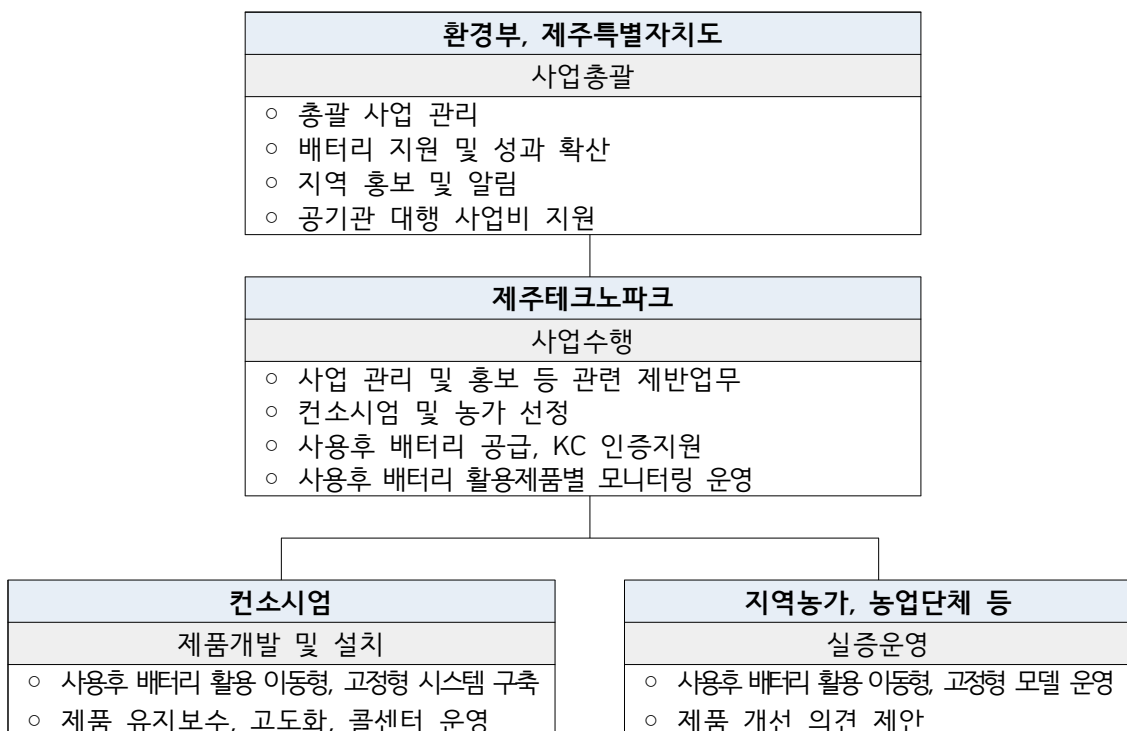 환경부, 제주특별자치도
사업총괄
○ 총괄 사업 관리
○ 배터리 지원 및 성과 확산
○ 지역 홍보 및 알림
○ 공기관 대행 사업비 지원
제주테크노파크
사업수행
○ 사업 관리 및 홍보 등 관련 제반업무
○ 컨소시엄 및 농가 선정
○ 사용후 배터리 공급, KC 인증지원
○ 사용후 배터리 활용제품별 모니터링 운영
컨소시엄
제품개발 및 설치
○ 사용후 배터리 활용 이동형, 고정형 시스템 구축
○ 제품 유지보수, 고도화, 콜센터 운영
지역농가, 농업단체 등
실증운영
○ 사용후 배터리 활용 이동형, 고정형 모델 운영
○ 제품 개선 의견 제안